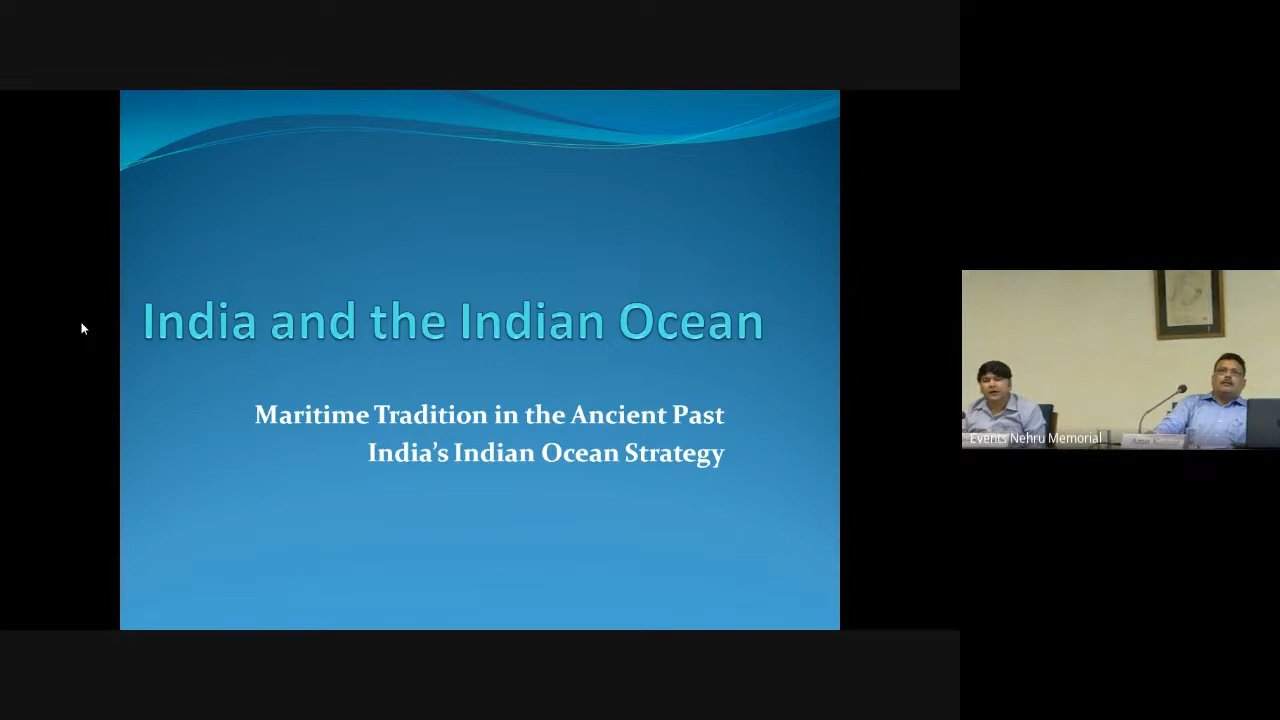 India and the Indian Ocean
Maritime Tradition in the Ancient Past
India's Indian Ocean Strategy
Events Nehru Memorial